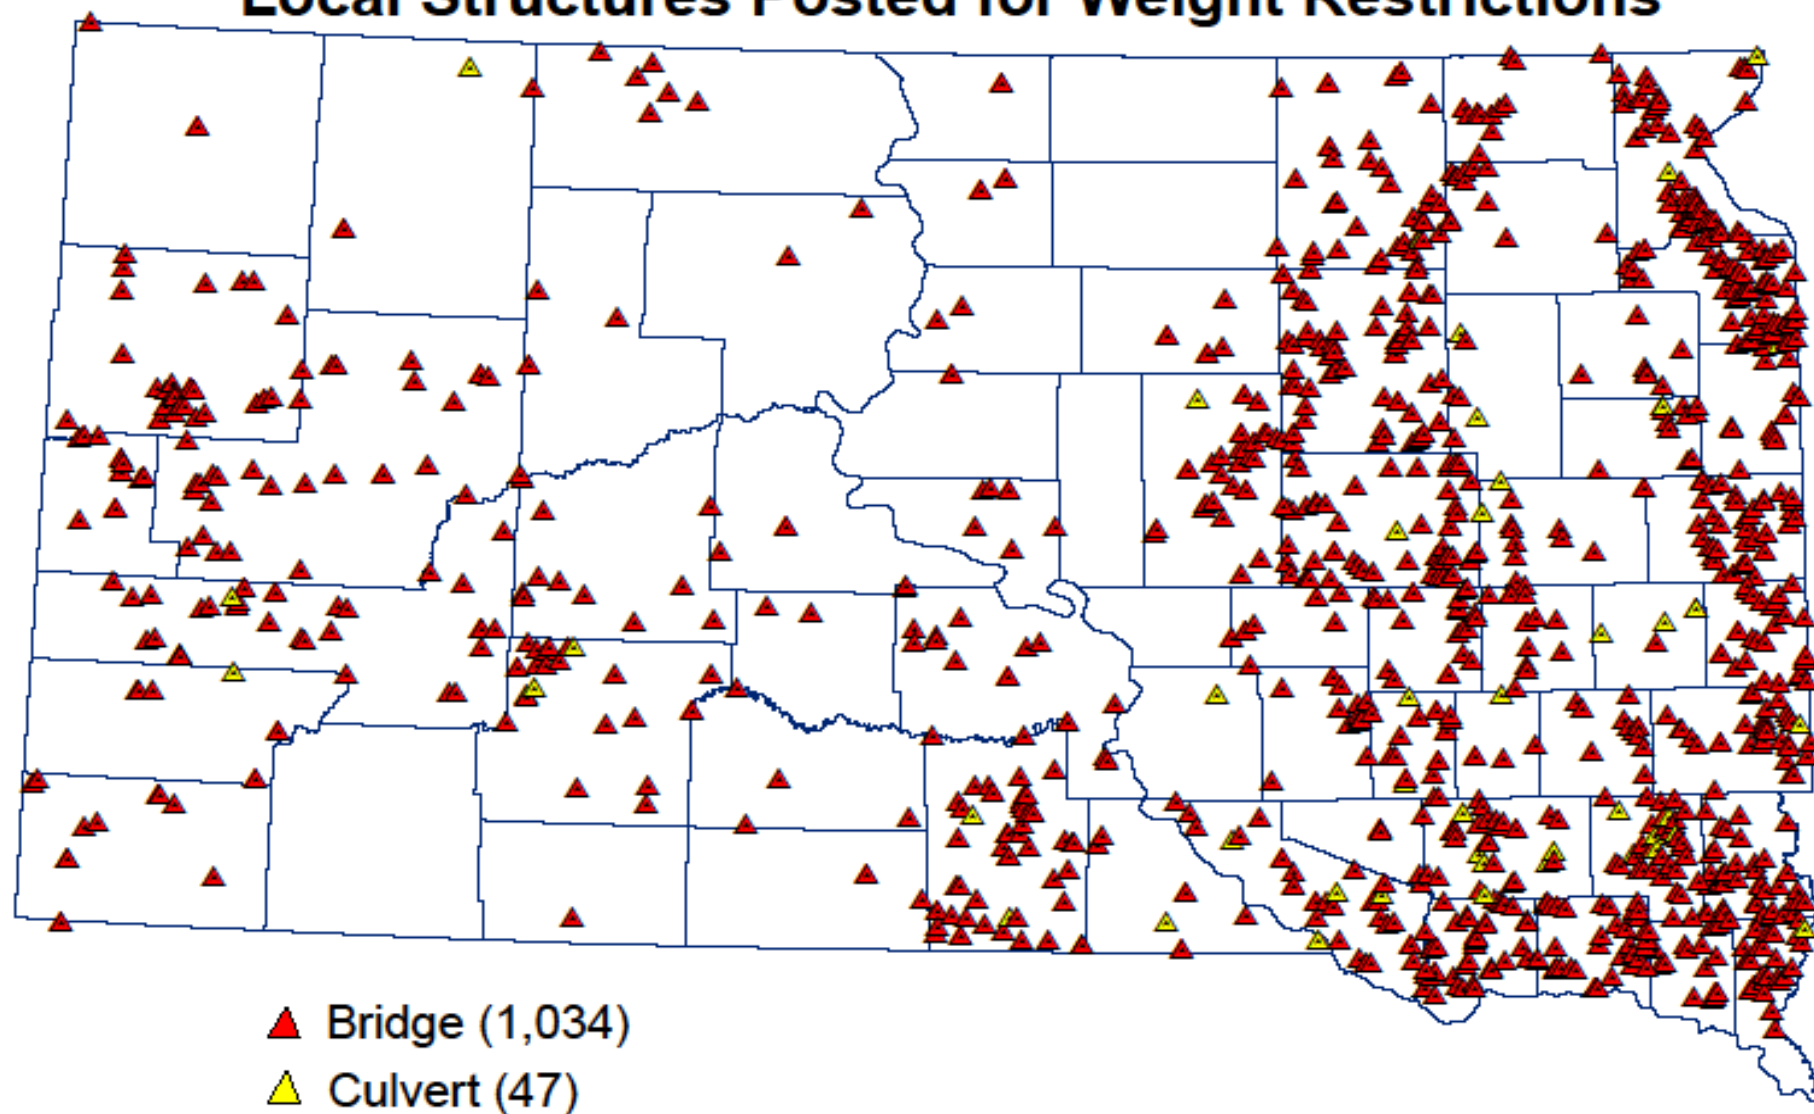 Local Structures Posted for Weight Restrictions
Bridge (1,034)
Culvert (47)